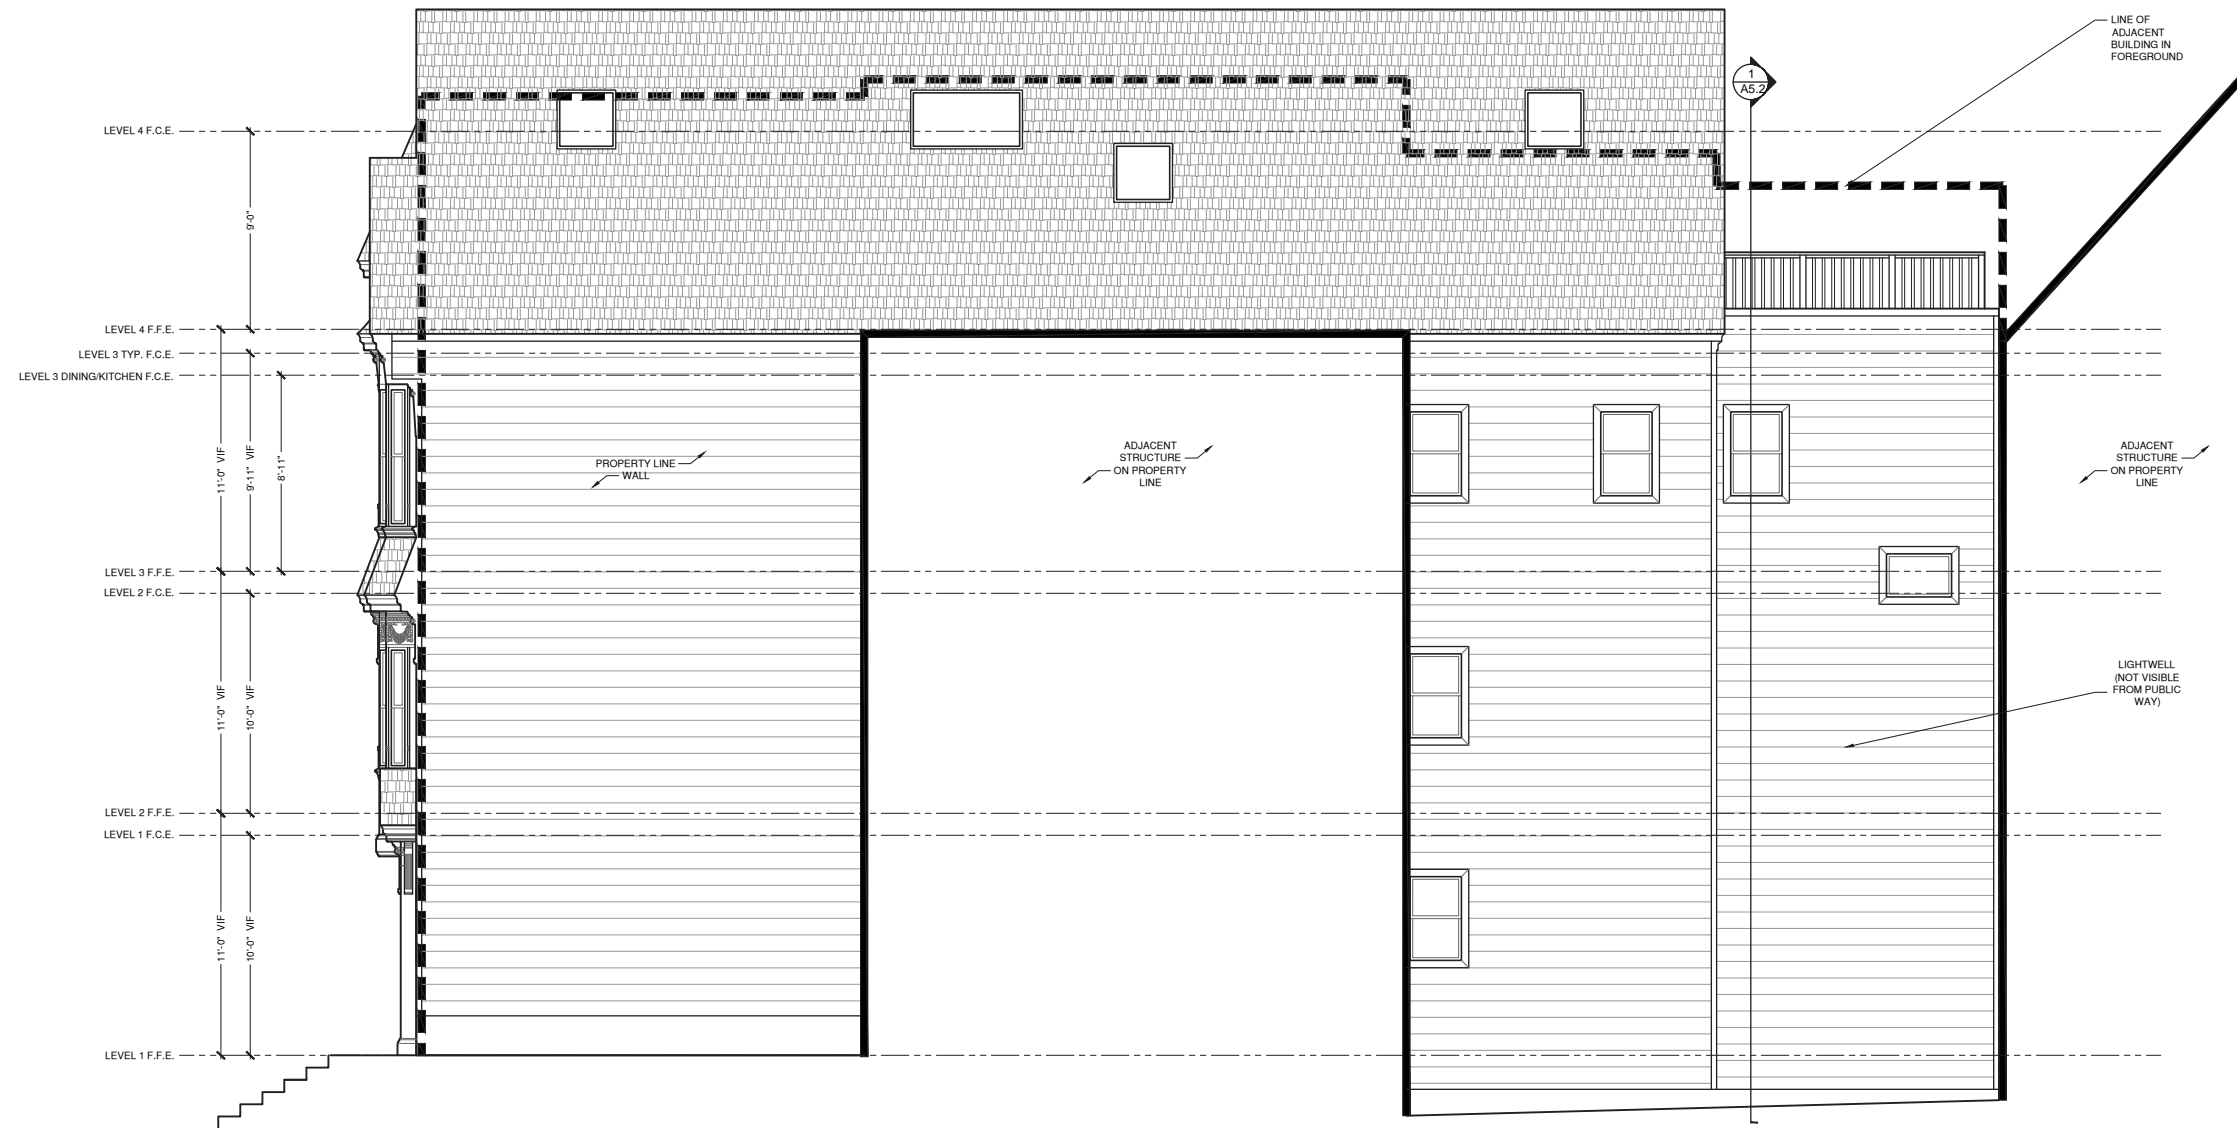 LINE OF
ADJACENT
BUILDING IN
FOREGROUND
1
A5.2
LEVEL 4 F.C.E.
9'-0"
LEVEL 4 F.F.E.
LEVEL 3 TYP. F.C.E.
LEVEL 3 DINING/KITCHEN F.C.E.
11'-0" VIF
9'-11" VIF
8'-11"
PROPERTY LINE
WALL
ADJACENT
STRUCTURE
ON PROPERTY
LINE
ADJACENT
STRUCTURE
ON PROPERTY
LINE
LEVEL 3 F.F.E.
LEVEL 2 F.C.E.
11'-0" VIF
10'-0" VIF
LIGHTWELL
(NOT VISIBLE
FROM PUBLIC
WAY)
LEVEL 2 F.F.E.
LEVEL 1 F.C.E.
11'-0" VIF
10'-0" VIF
LEVEL 1 F.F.E.